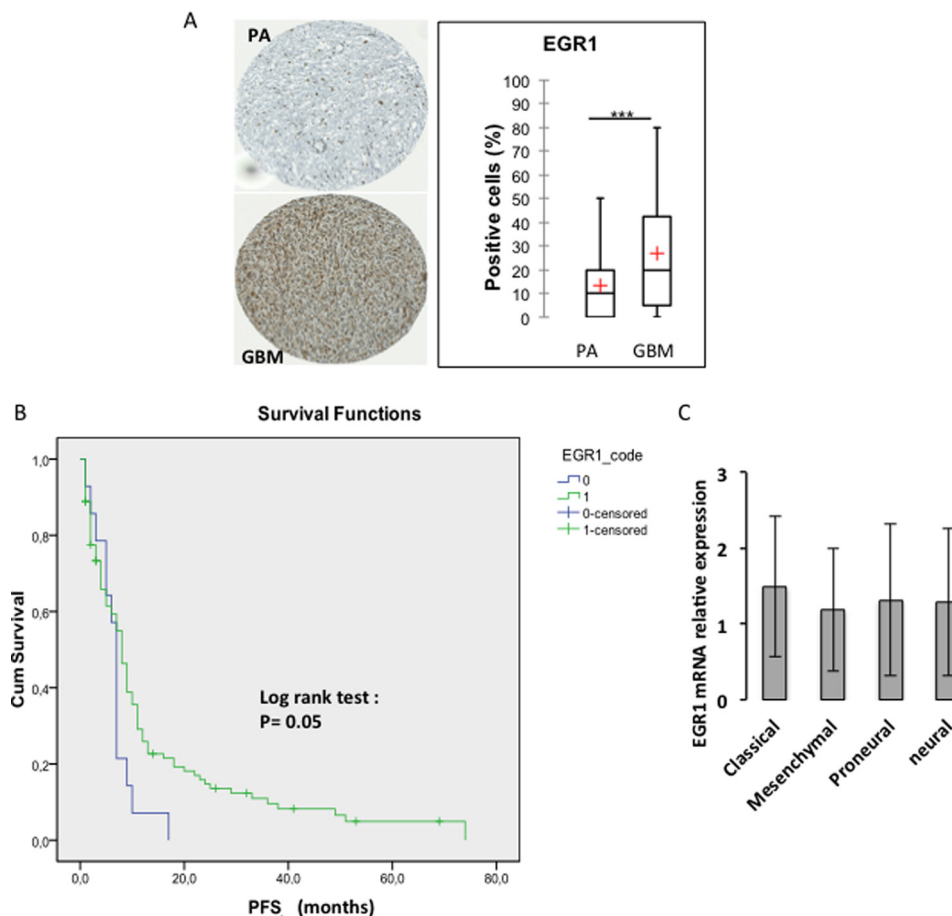 A
PA
GBM
EGR1
Positive cells (%)
100
90
80
70
60
50
40
30
20
10
0
***
PA GBM
B
Survival Functions
Cum Survival
1,0
0,8
0,6
0,4
0,2
0,0
0,0 20,0 40,0 60,0 80,0
PFS_ (months)
Log rank test :
P= 0.05
EGR1_code
0
1
0-censored
1-censored
C
EGR1 mRNA relative expression
3
2
1
0
Classical
Mesenchymal
Proneural
neural